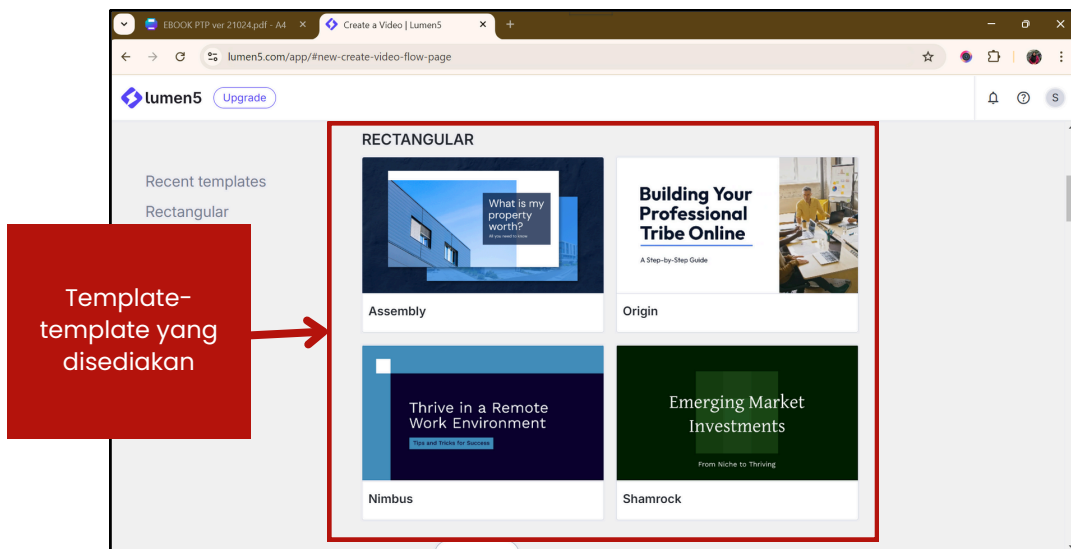 EBOOK PTP ver 21024.pdf - A4
Create a Video | Lumen5
lumen5.com/app/#new-create-video-flow-page
lumen5
Upgrade
S
RECTANGULAR
Recent templates
Rectangular
Template-
template yang
disediakan
What is my
property
worth?
All you need to know
Assembly
Building Your
Professional
Tribe Online
A Step-by-Step Guide
Origin
Thrive in a Remote
Work Environment
Tips and Tricks for Success
Nimbus
Emerging Market
Investments
From Niche to Thriving
Shamrock